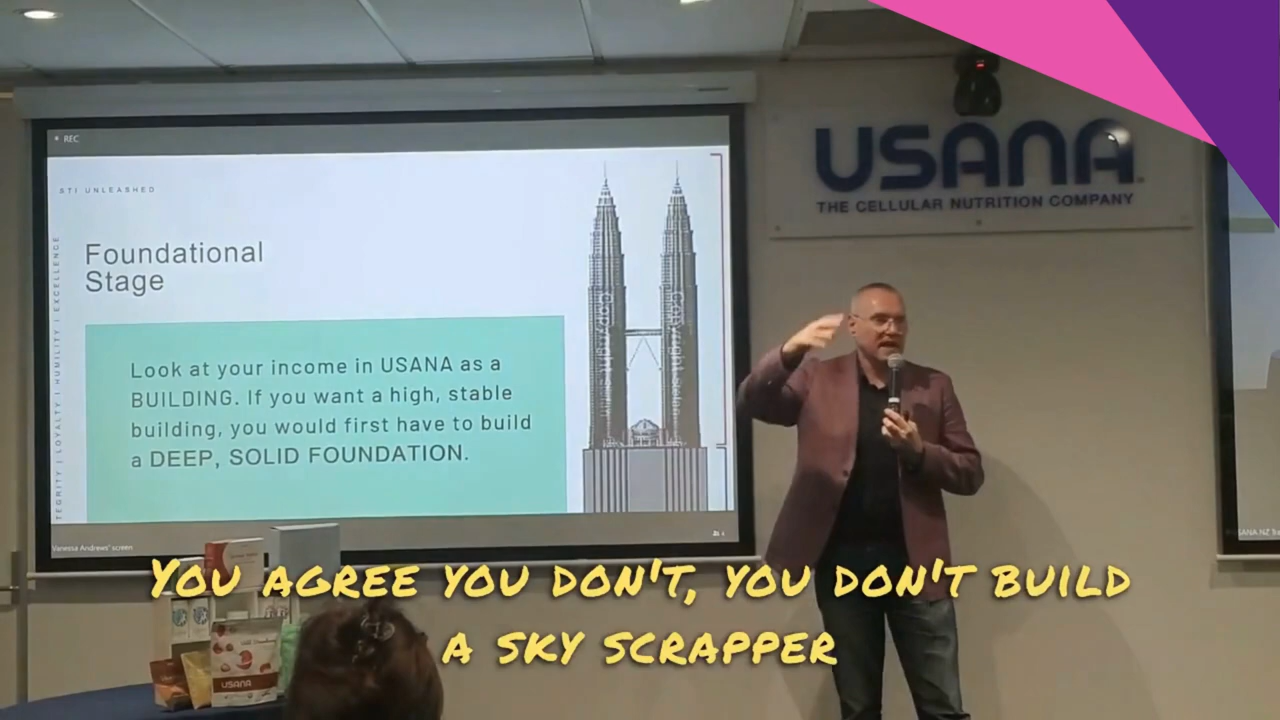 REC
STI UNLEASHED
Foundational
Stage
Look at your income in USANA as a
BUILDING. If you want a high, stable
building, you would first have to build
a DEEP, SOLID FOUNDATION.
TEGRITY | LOYALTY | HUMILITY | EXCELLENCE
Vanessa Andrews' screen
USANA
THE CELLULAR NUTRITION COMPANY
USANA
You agree you don't, you don't build
a sky scrapper